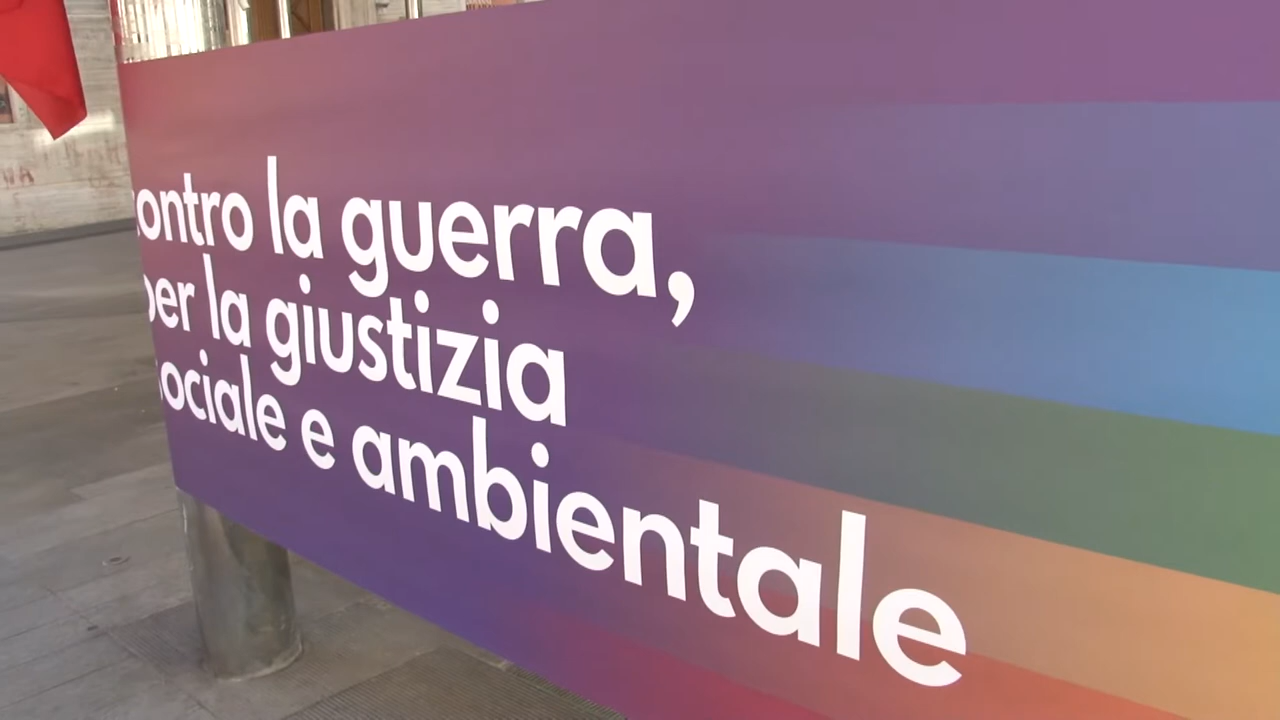 contro la guerra,
per la giustizia
sociale e ambientale